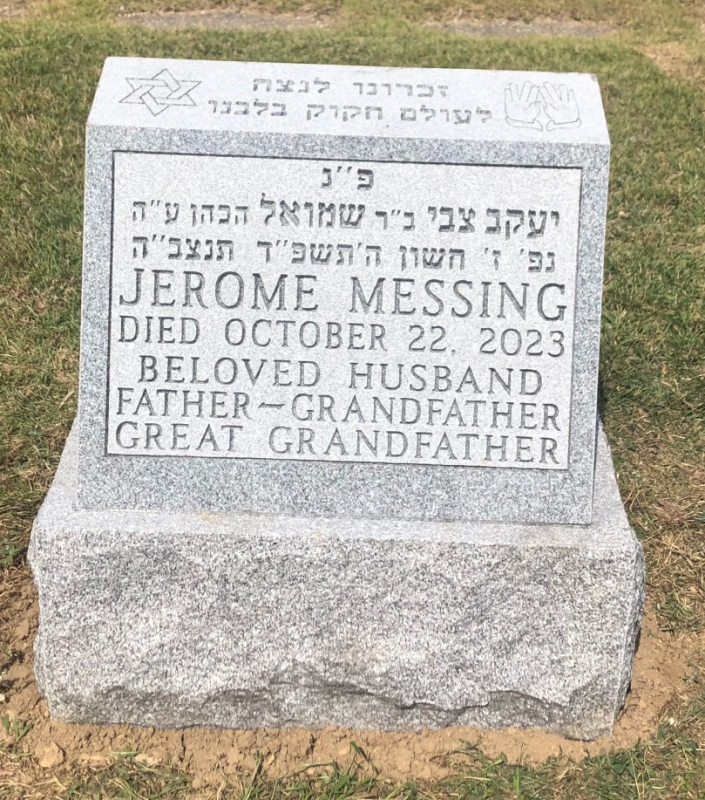 זכרונו לנצח
לעולם חקוק בלבנו
פ״נ
יעקב צבי ב״ר שמואל הכהן ע״ה
נפ׳ ז׳ חשון ה׳תשפ״ד תנצב״ה
JEROME MESSING
DIED OCTOBER 22, 2023
BELOVED HUSBAND
FATHER–GRANDFATHER
GREAT GRANDFATHER